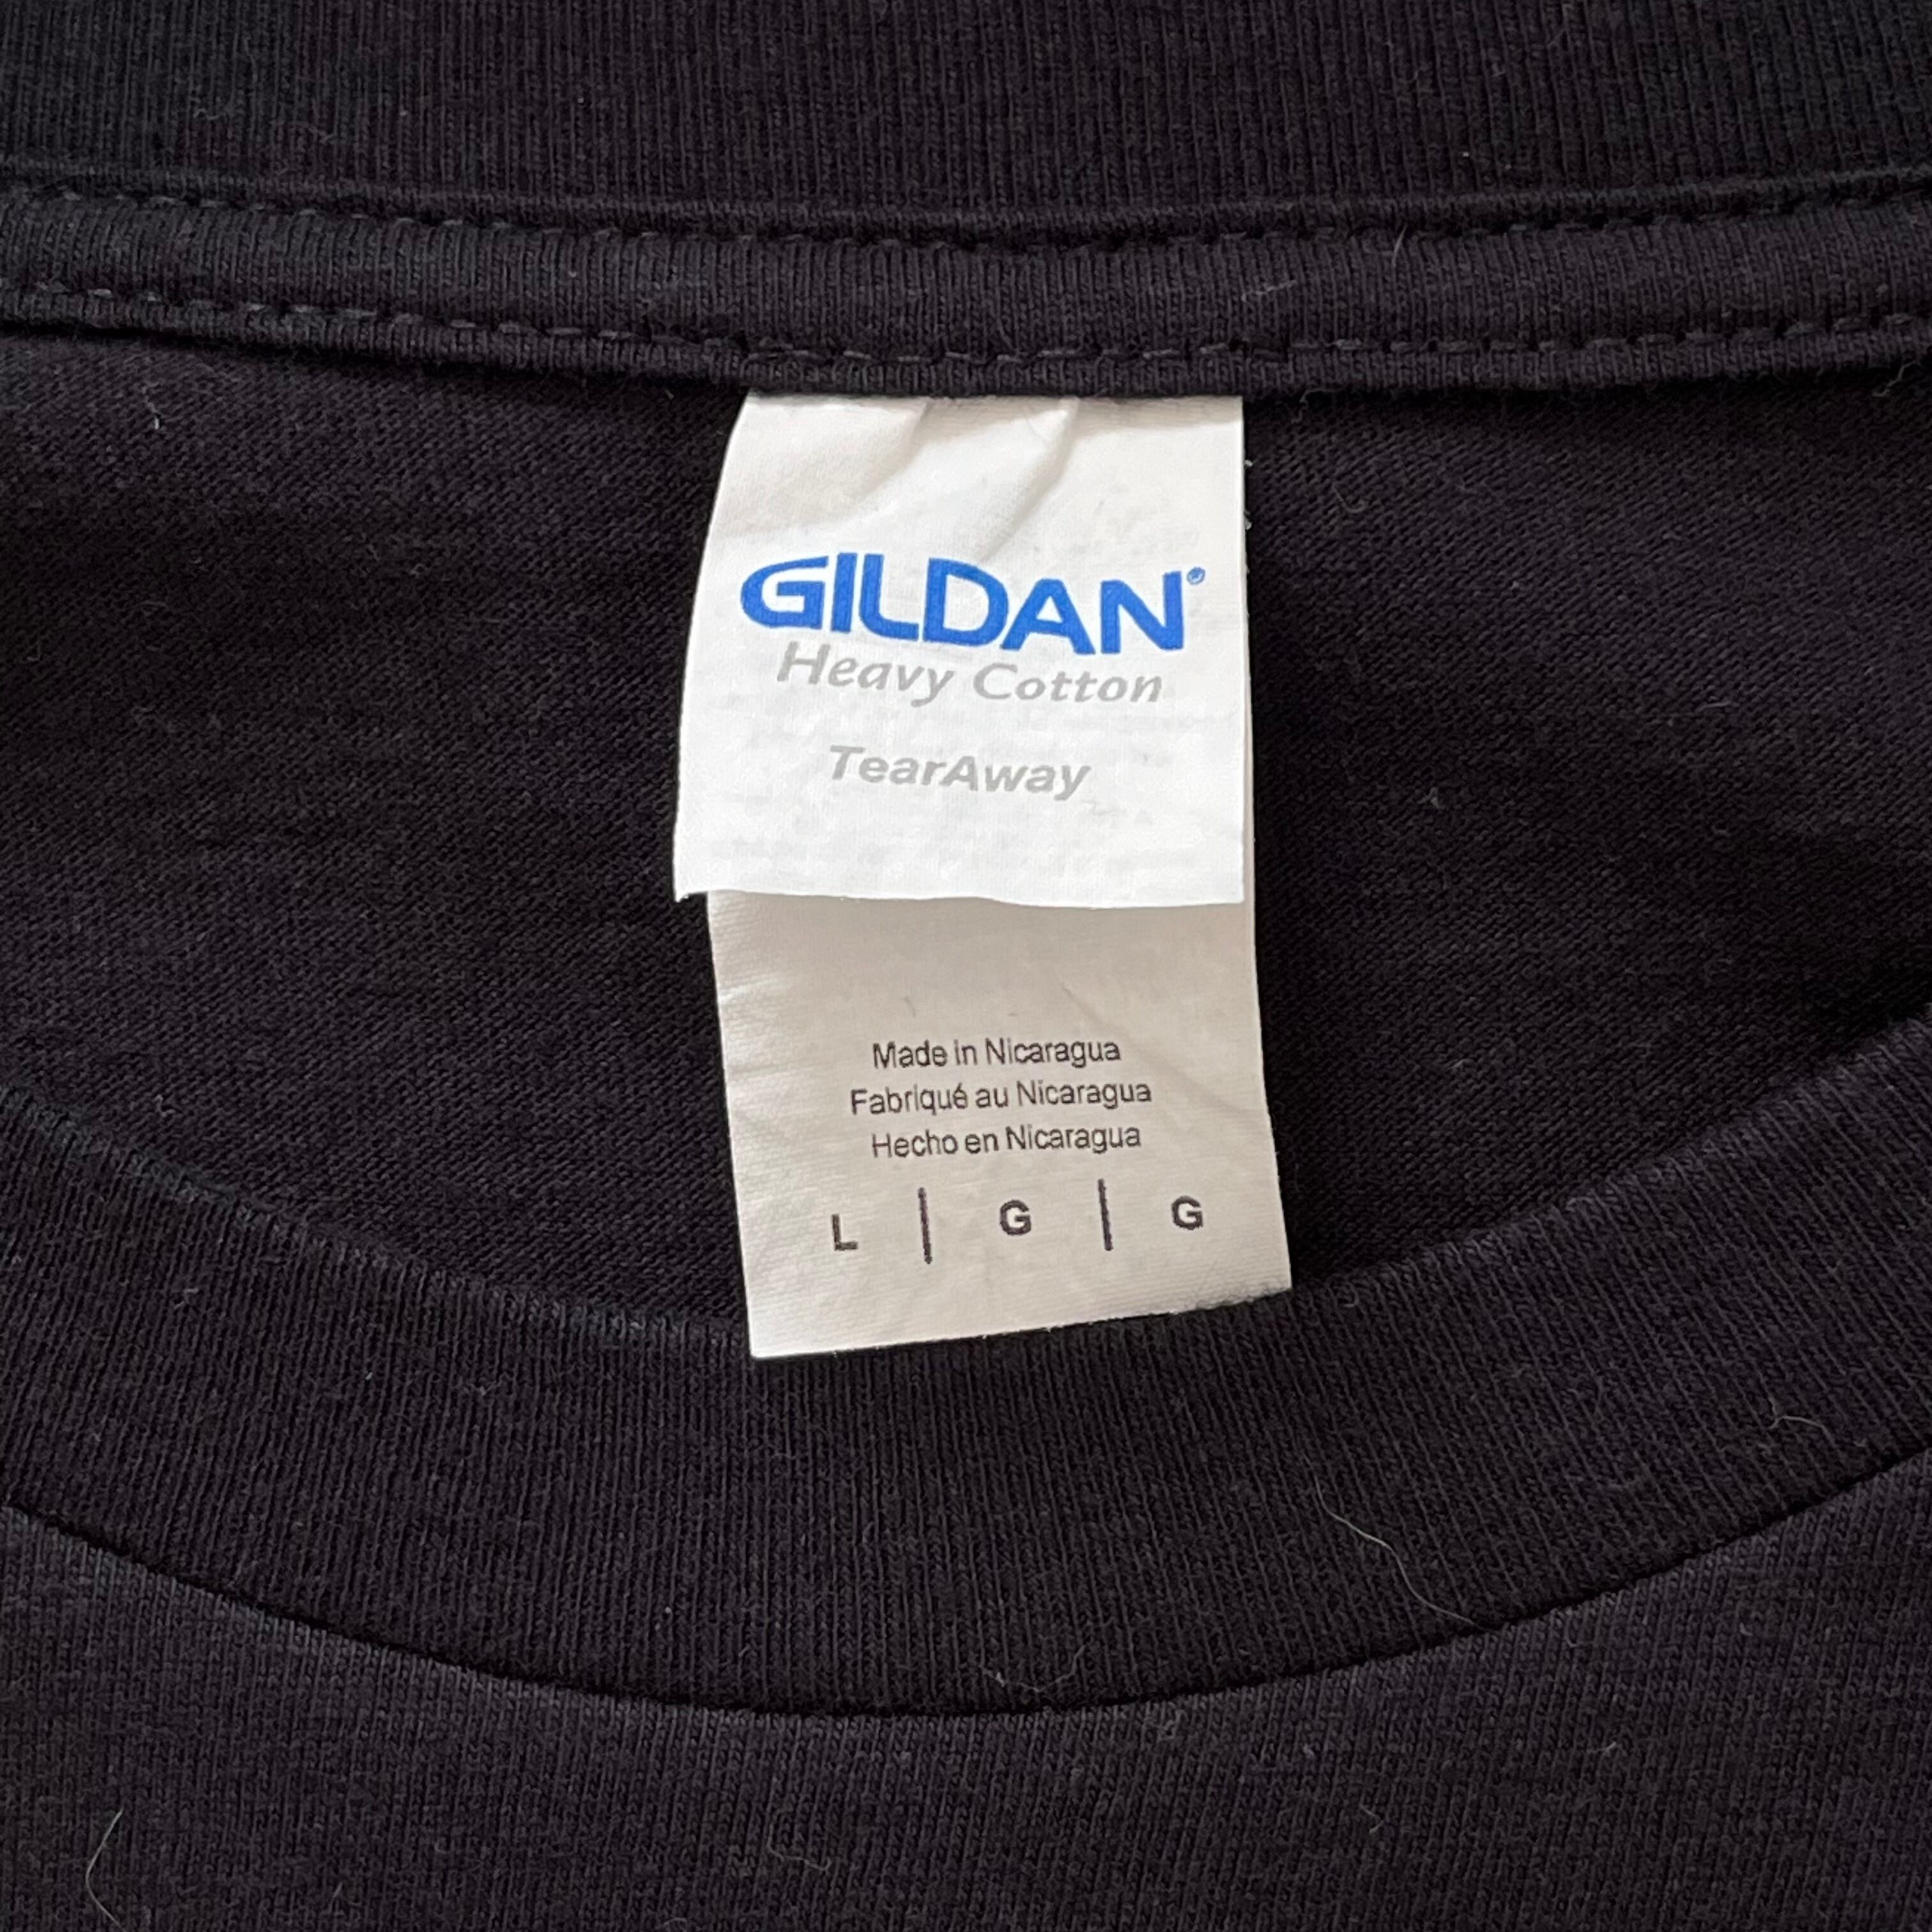 GILDAN®
Heavy Cotton
TearAway
Made in Nicaragua
Fabriqué au Nicaragua
Hecho en Nicaragua
L | G | G